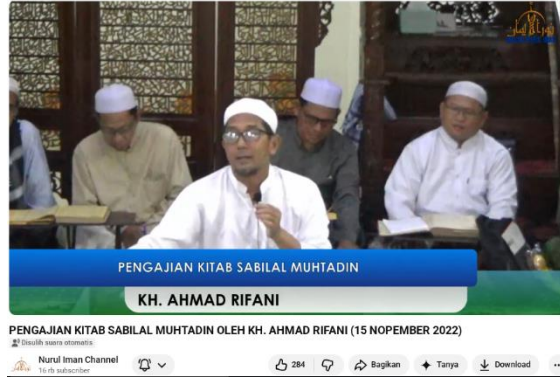 PENGAJIAN KITAB SABILAL MUHTADIN
KH. AHMAD RIFANI
PENGAJIAN KITAB SABILAL MUHTADIN OLEH KH. AHMAD RIFANI (15 NOPEMBER 2022)
Disulih suara otomatis
Nurul Iman Channel
16 rb subscriber
284
Bagikan
Tanya
Download